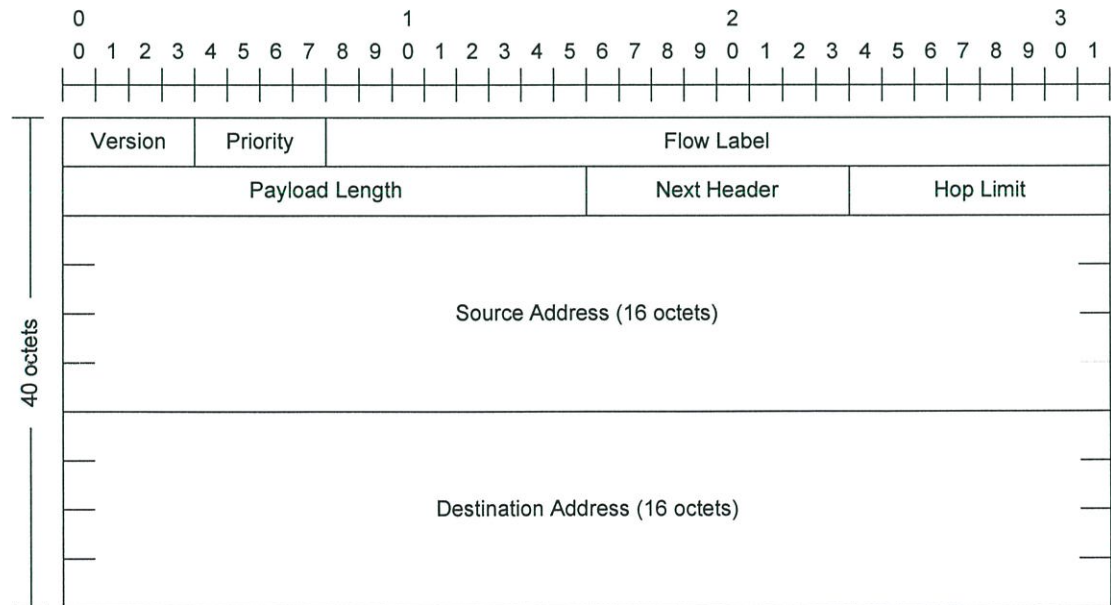 0 1 2 3
0 1 2 3 4 5 6 7 8 9 0 1 2 3 4 5 6 7 8 9 0 1 2 3 4 5 6 7 8 9 0 1
Version Priority Flow Label
Payload Length Next Header Hop Limit
Source Address (16 octets)
40 octets
Destination Address (16 octets)